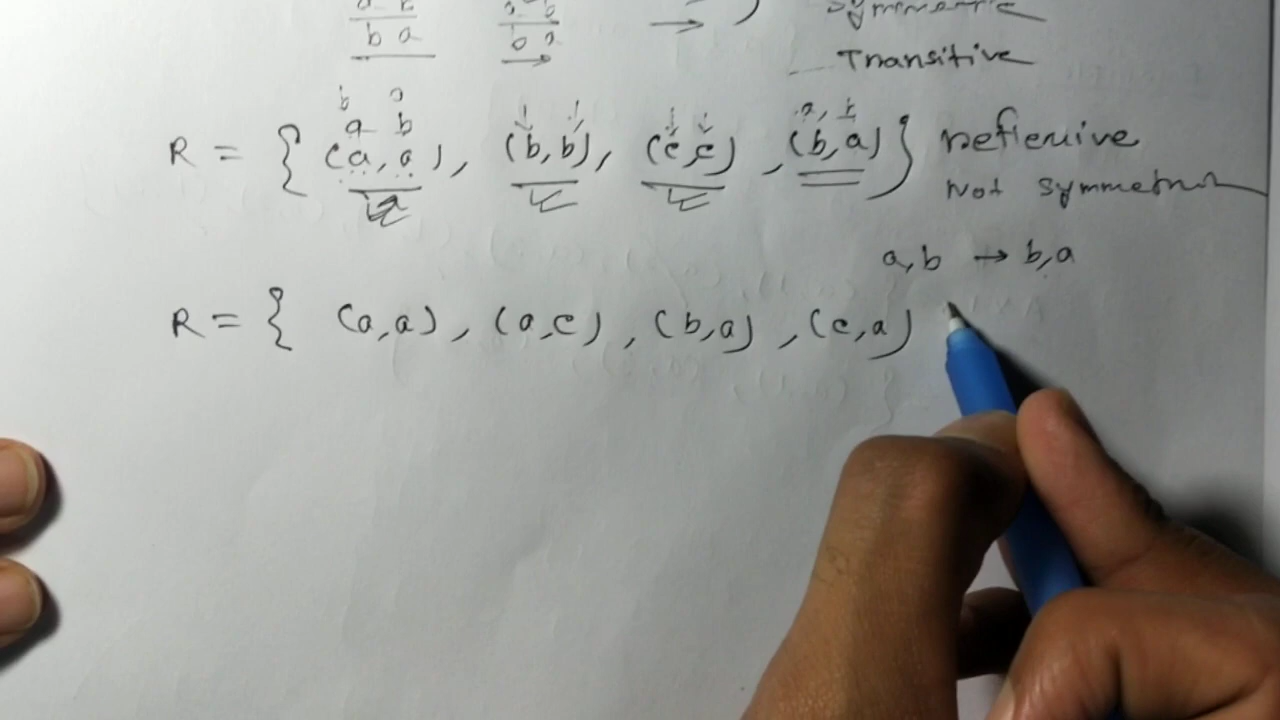 b a b a →
Transitive
b a
a b
R = { (a, a), (b, b), (c, c), (b, a) } reflexive
Not symmetric
a, b → b, a
R = { (a, a), (a, c), (b, a), (c, a)